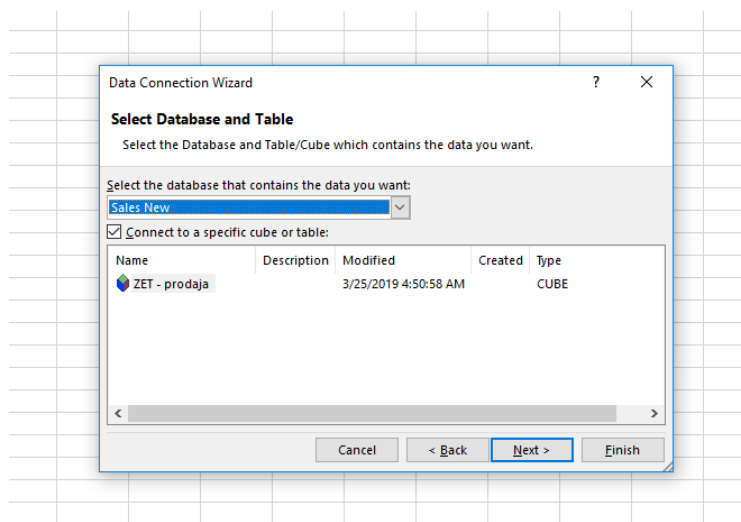 Data Connection Wizard ? ×
Select Database and Table
Select the Database and Table/Cube which contains the data you want.
Select the database that contains the data you want:
Sales New
Connect to a specific cube or table:
Name Description Modified Created Type
ZET - prodaja 3/25/2019 4:50:58 AM CUBE
Cancel < Back Next > Finish